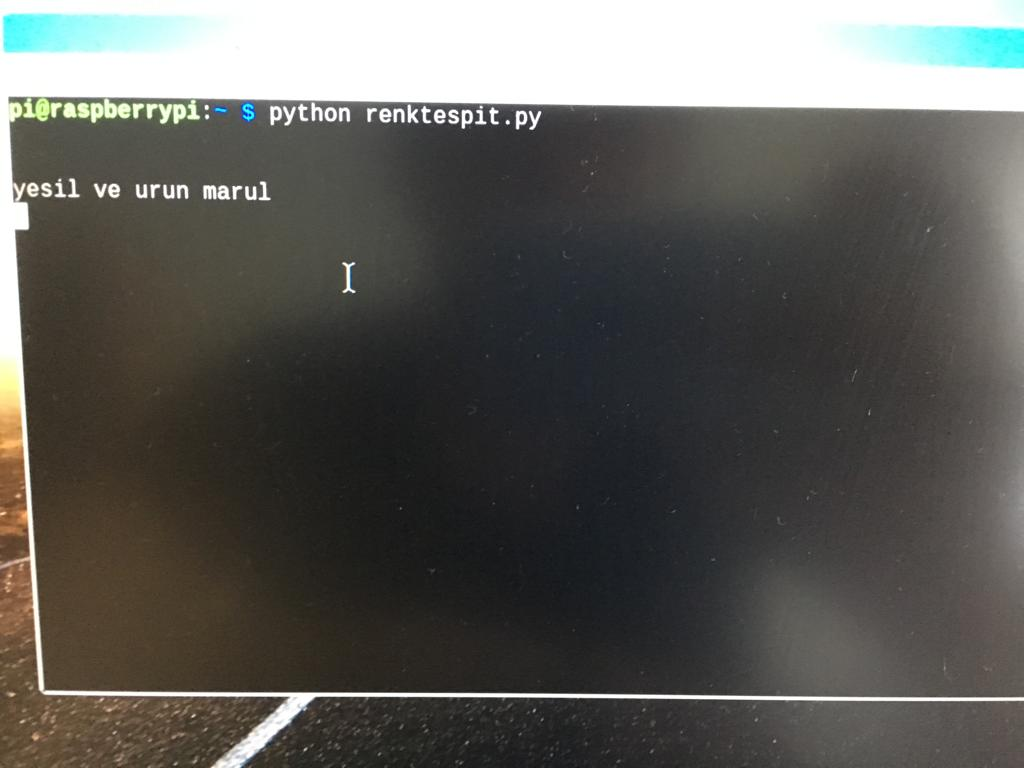 pi@raspberrypi:~ $ python renktespit.py
yesil ve urun marul